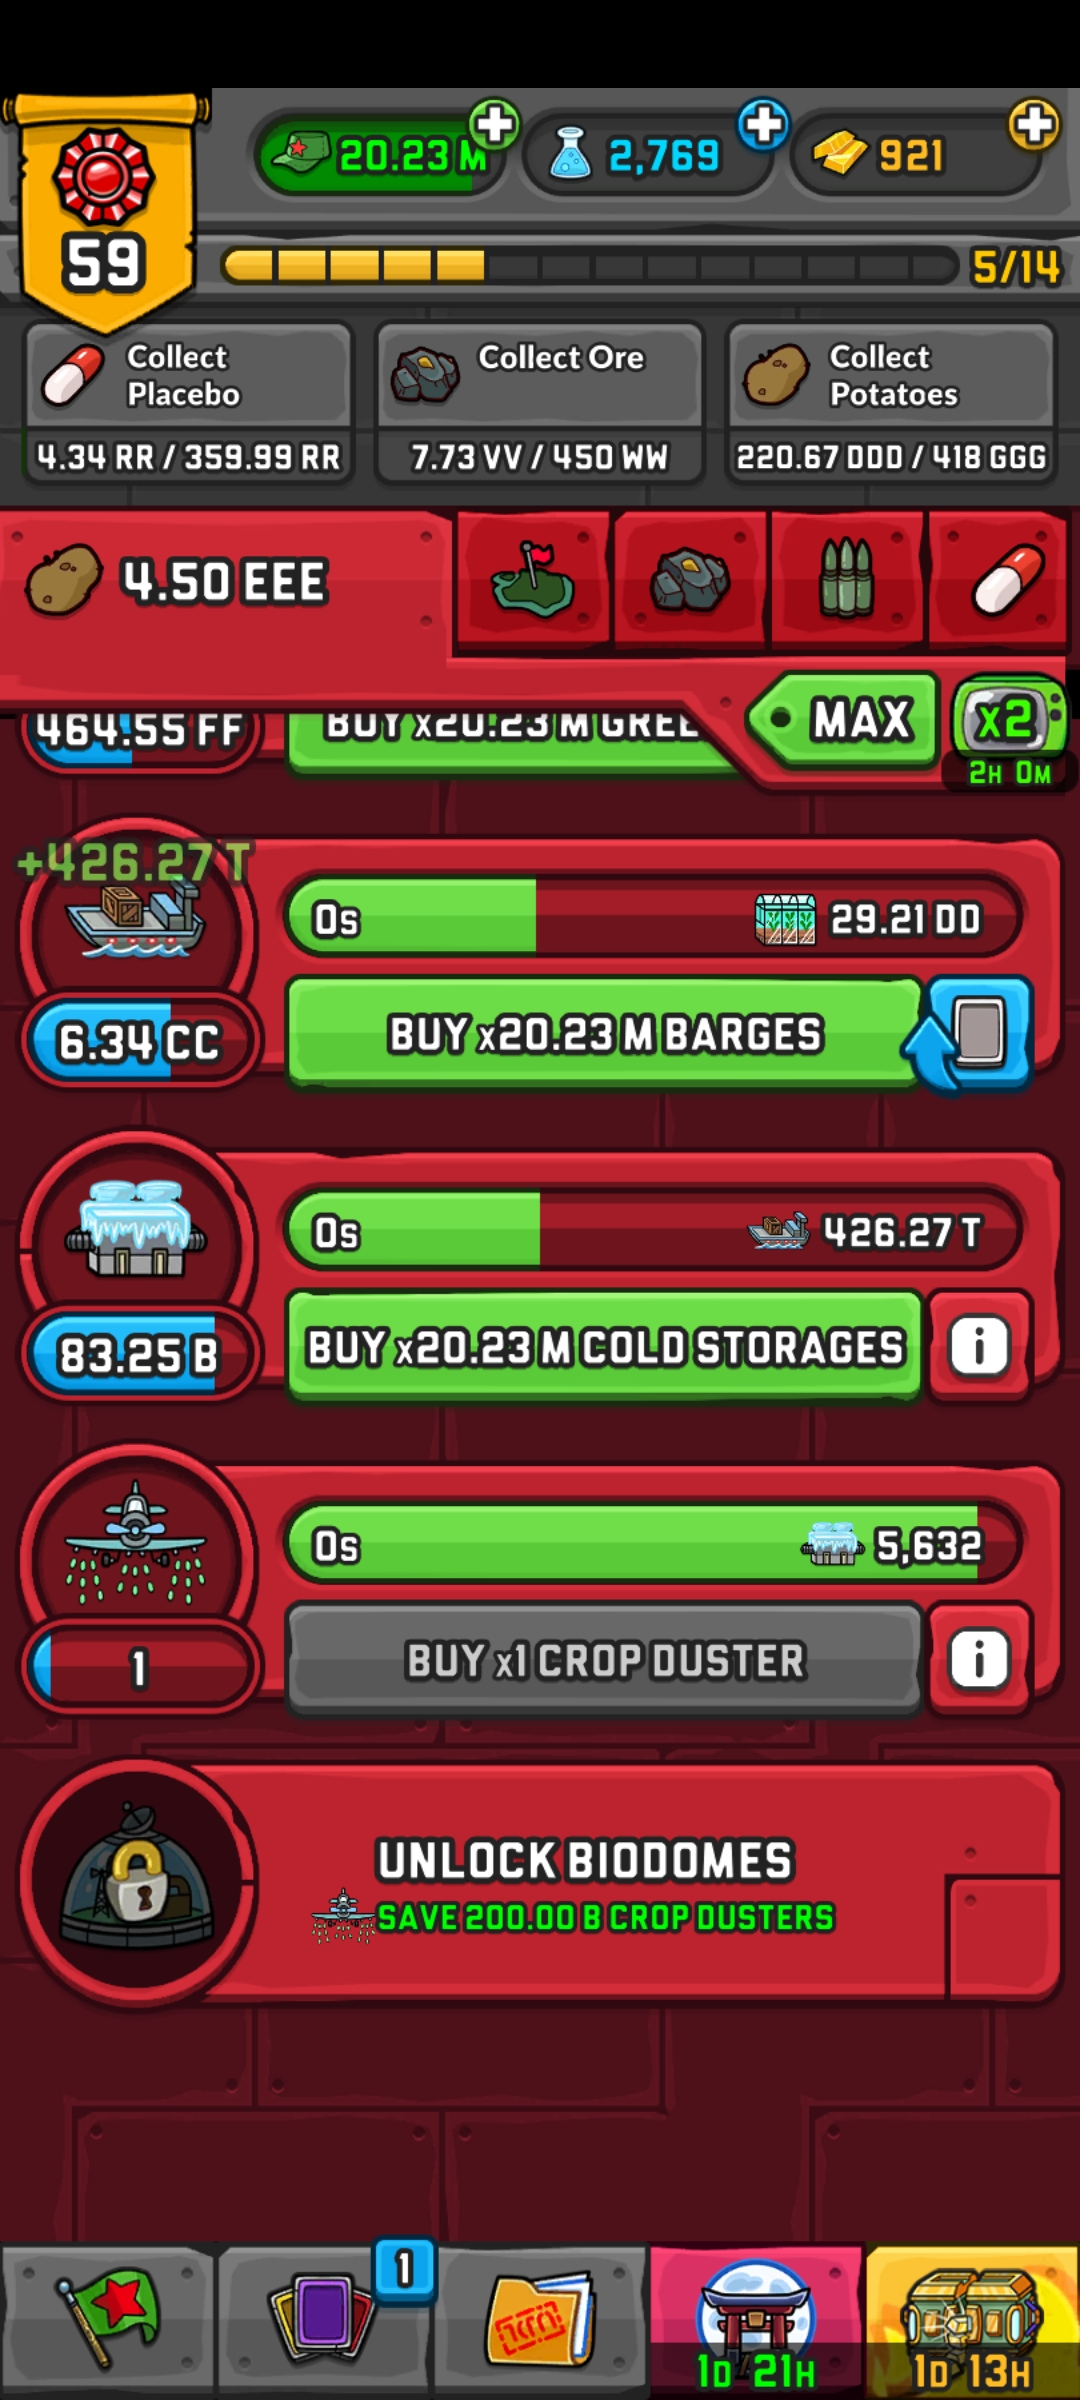 20.23 M
2,769
921
59
5/14
Collect
Placebo
4.34 RR / 359.99 RR
Collect Ore
7.73 VV / 450 WW
Collect
Potatoes
220.67 DDD / 418 GGG
4.50 EEE
MAX
x2
2H 0M
464.55 FF
BUY x20.23 M GREE
+426.27 T
0s
29.21 DD
6.34 CC
BUY x20.23 M BARGES
0s
426.27 T
83.25 B
BUY x20.23 M COLD STORAGES
i
0s
5,632
1
BUY x1 CROP DUSTER
i
UNLOCK BIODOMES
SAVE 200.00 B CROP DUSTERS
1
1D 21H
1D 13H